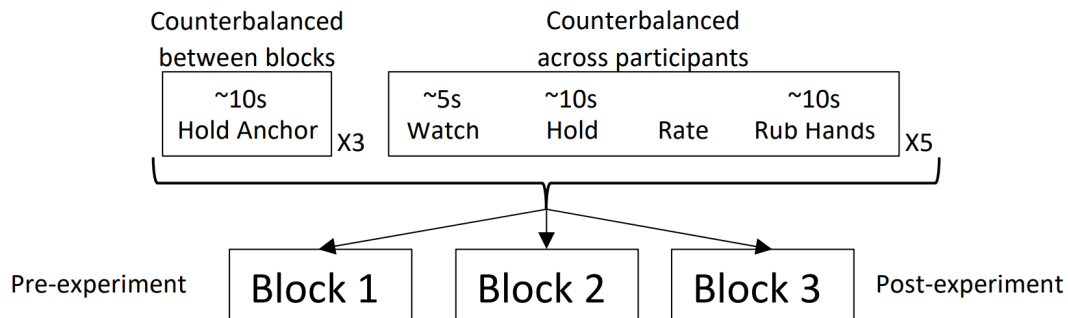 Counterbalanced
between blocks
Counterbalanced
across participants
~10s
Hold Anchor
X3
~5s
Watch
~10s
Hold
Rate
~10s
Rub Hands
X5
Pre-experiment
Block 1
Block 2
Block 3
Post-experiment